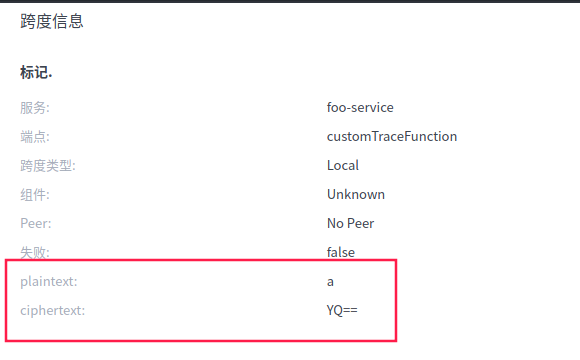 跨度信息
标记.
服务: foo-service
端点: customTraceFunction
跨度类型: Local
组件: Unknown
Peer: No Peer
失败: false
plaintext: a
ciphertext: YQ==